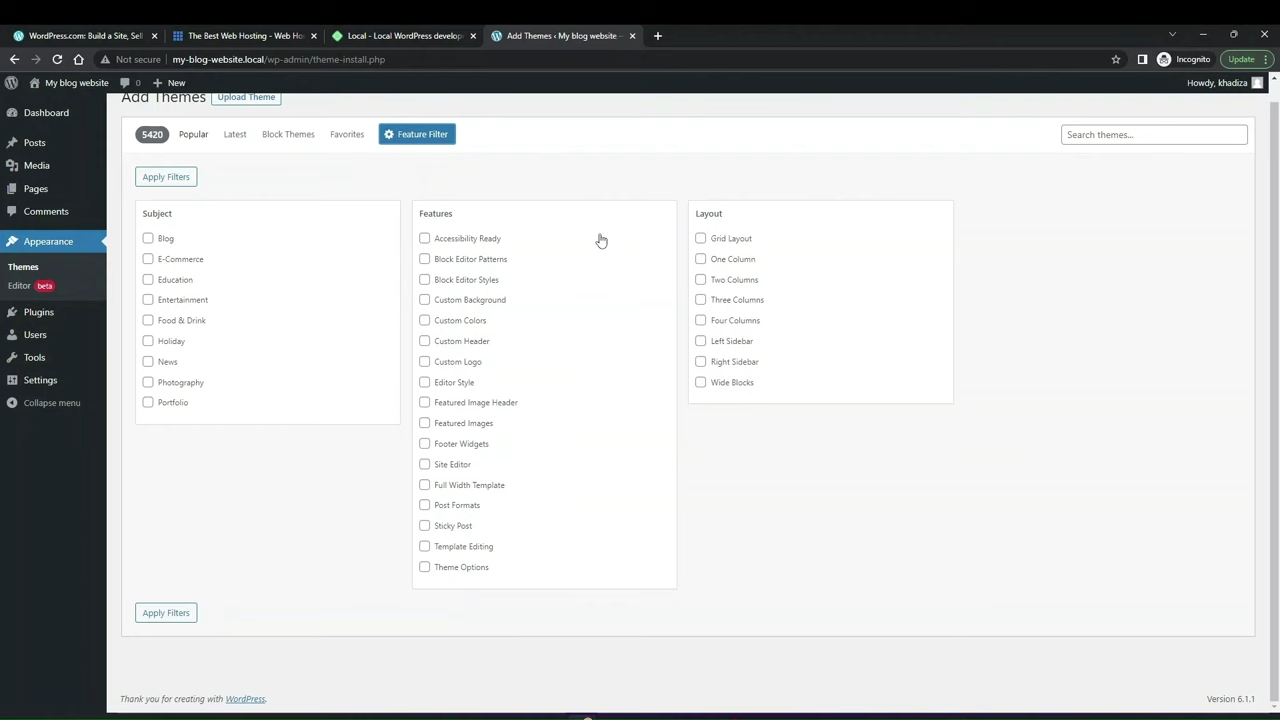 WordPress.com: Build a Site, Sell
The Best Web Hosting - Web Ho
Local - Local WordPress develop
Add Themes ‹ My blog website –
Not secure my-blog-website.local/wp-admin/theme-install.php
Incognito
Update
My blog website 0 New
Howdy, khadiza
Dashboard
Posts
Media
Pages
Comments
Appearance
Themes
Editor beta
Plugins
Users
Tools
Settings
Collapse menu
Add Themes Upload Theme
5420 Popular Latest Block Themes Favorites Feature Filter
Search themes...
Apply Filters
Subject
Blog
E-Commerce
Education
Entertainment
Food & Drink
Holiday
News
Photography
Portfolio
Features
Accessibility Ready
Block Editor Patterns
Block Editor Styles
Custom Background
Custom Colors
Custom Header
Custom Logo
Editor Style
Featured Image Header
Featured Images
Footer Widgets
Site Editor
Full Width Template
Post Formats
Sticky Post
Template Editing
Theme Options
Layout
Grid Layout
One Column
Two Columns
Three Columns
Four Columns
Left Sidebar
Right Sidebar
Wide Blocks
Apply Filters
Thank you for creating with WordPress.
Version 6.1.1